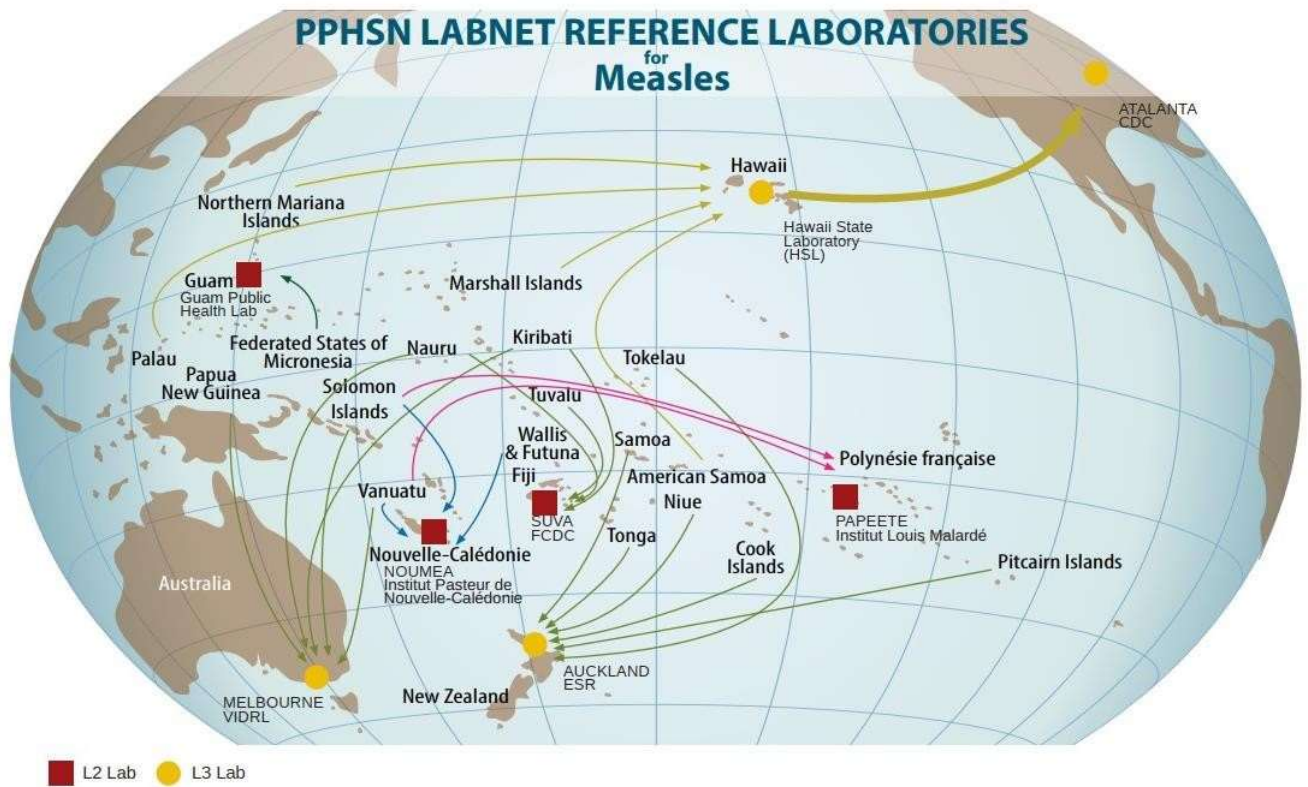 PPHSN LABNET REFERENCE LABORATORIES
for
Measles
ATALANTA
CDC
Hawaii
Hawaii State
Laboratory
(HSL)
Northern Mariana
Islands
Guam
Guam Public
Health Lab
Marshall Islands
Palau
Federated States of
Micronesia
Nauru
Kiribati
Tokelau
Papua
New Guinea
Solomon
Islands
Tuvalu
Wallis
& Futuna
Fiji
SUVA
FCDC
Samoa
American Samoa
Niue
Polynésie française
PAPEETE
Institut Louis Malardé
Vanuatu
Nouvelle-Calédonie
NOUMEA
Institut Pasteur de
Nouvelle-Calédonie
Tonga
Cook
Islands
Pitcairn Islands
Australia
MELBOURNE
VIDRL
New Zealand
AUCKLAND
ESR
L2 Lab
L3 Lab